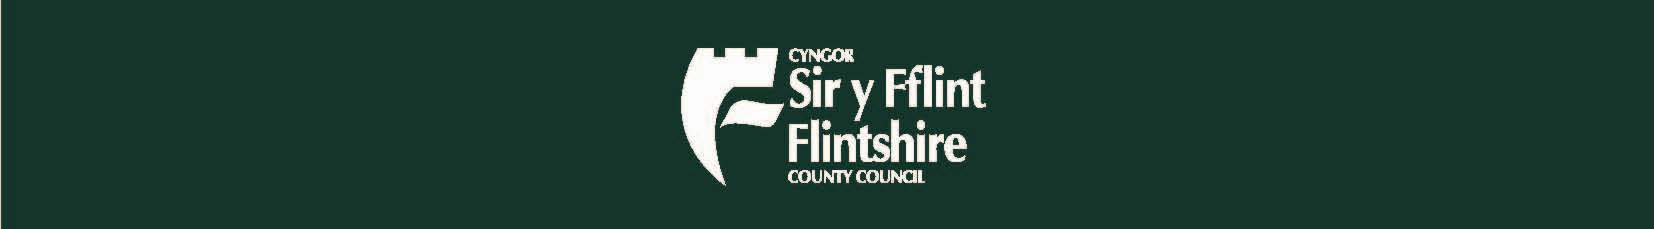 CYNGOR
Sir y Fflint
Flintshire
COUNTY COUNCIL